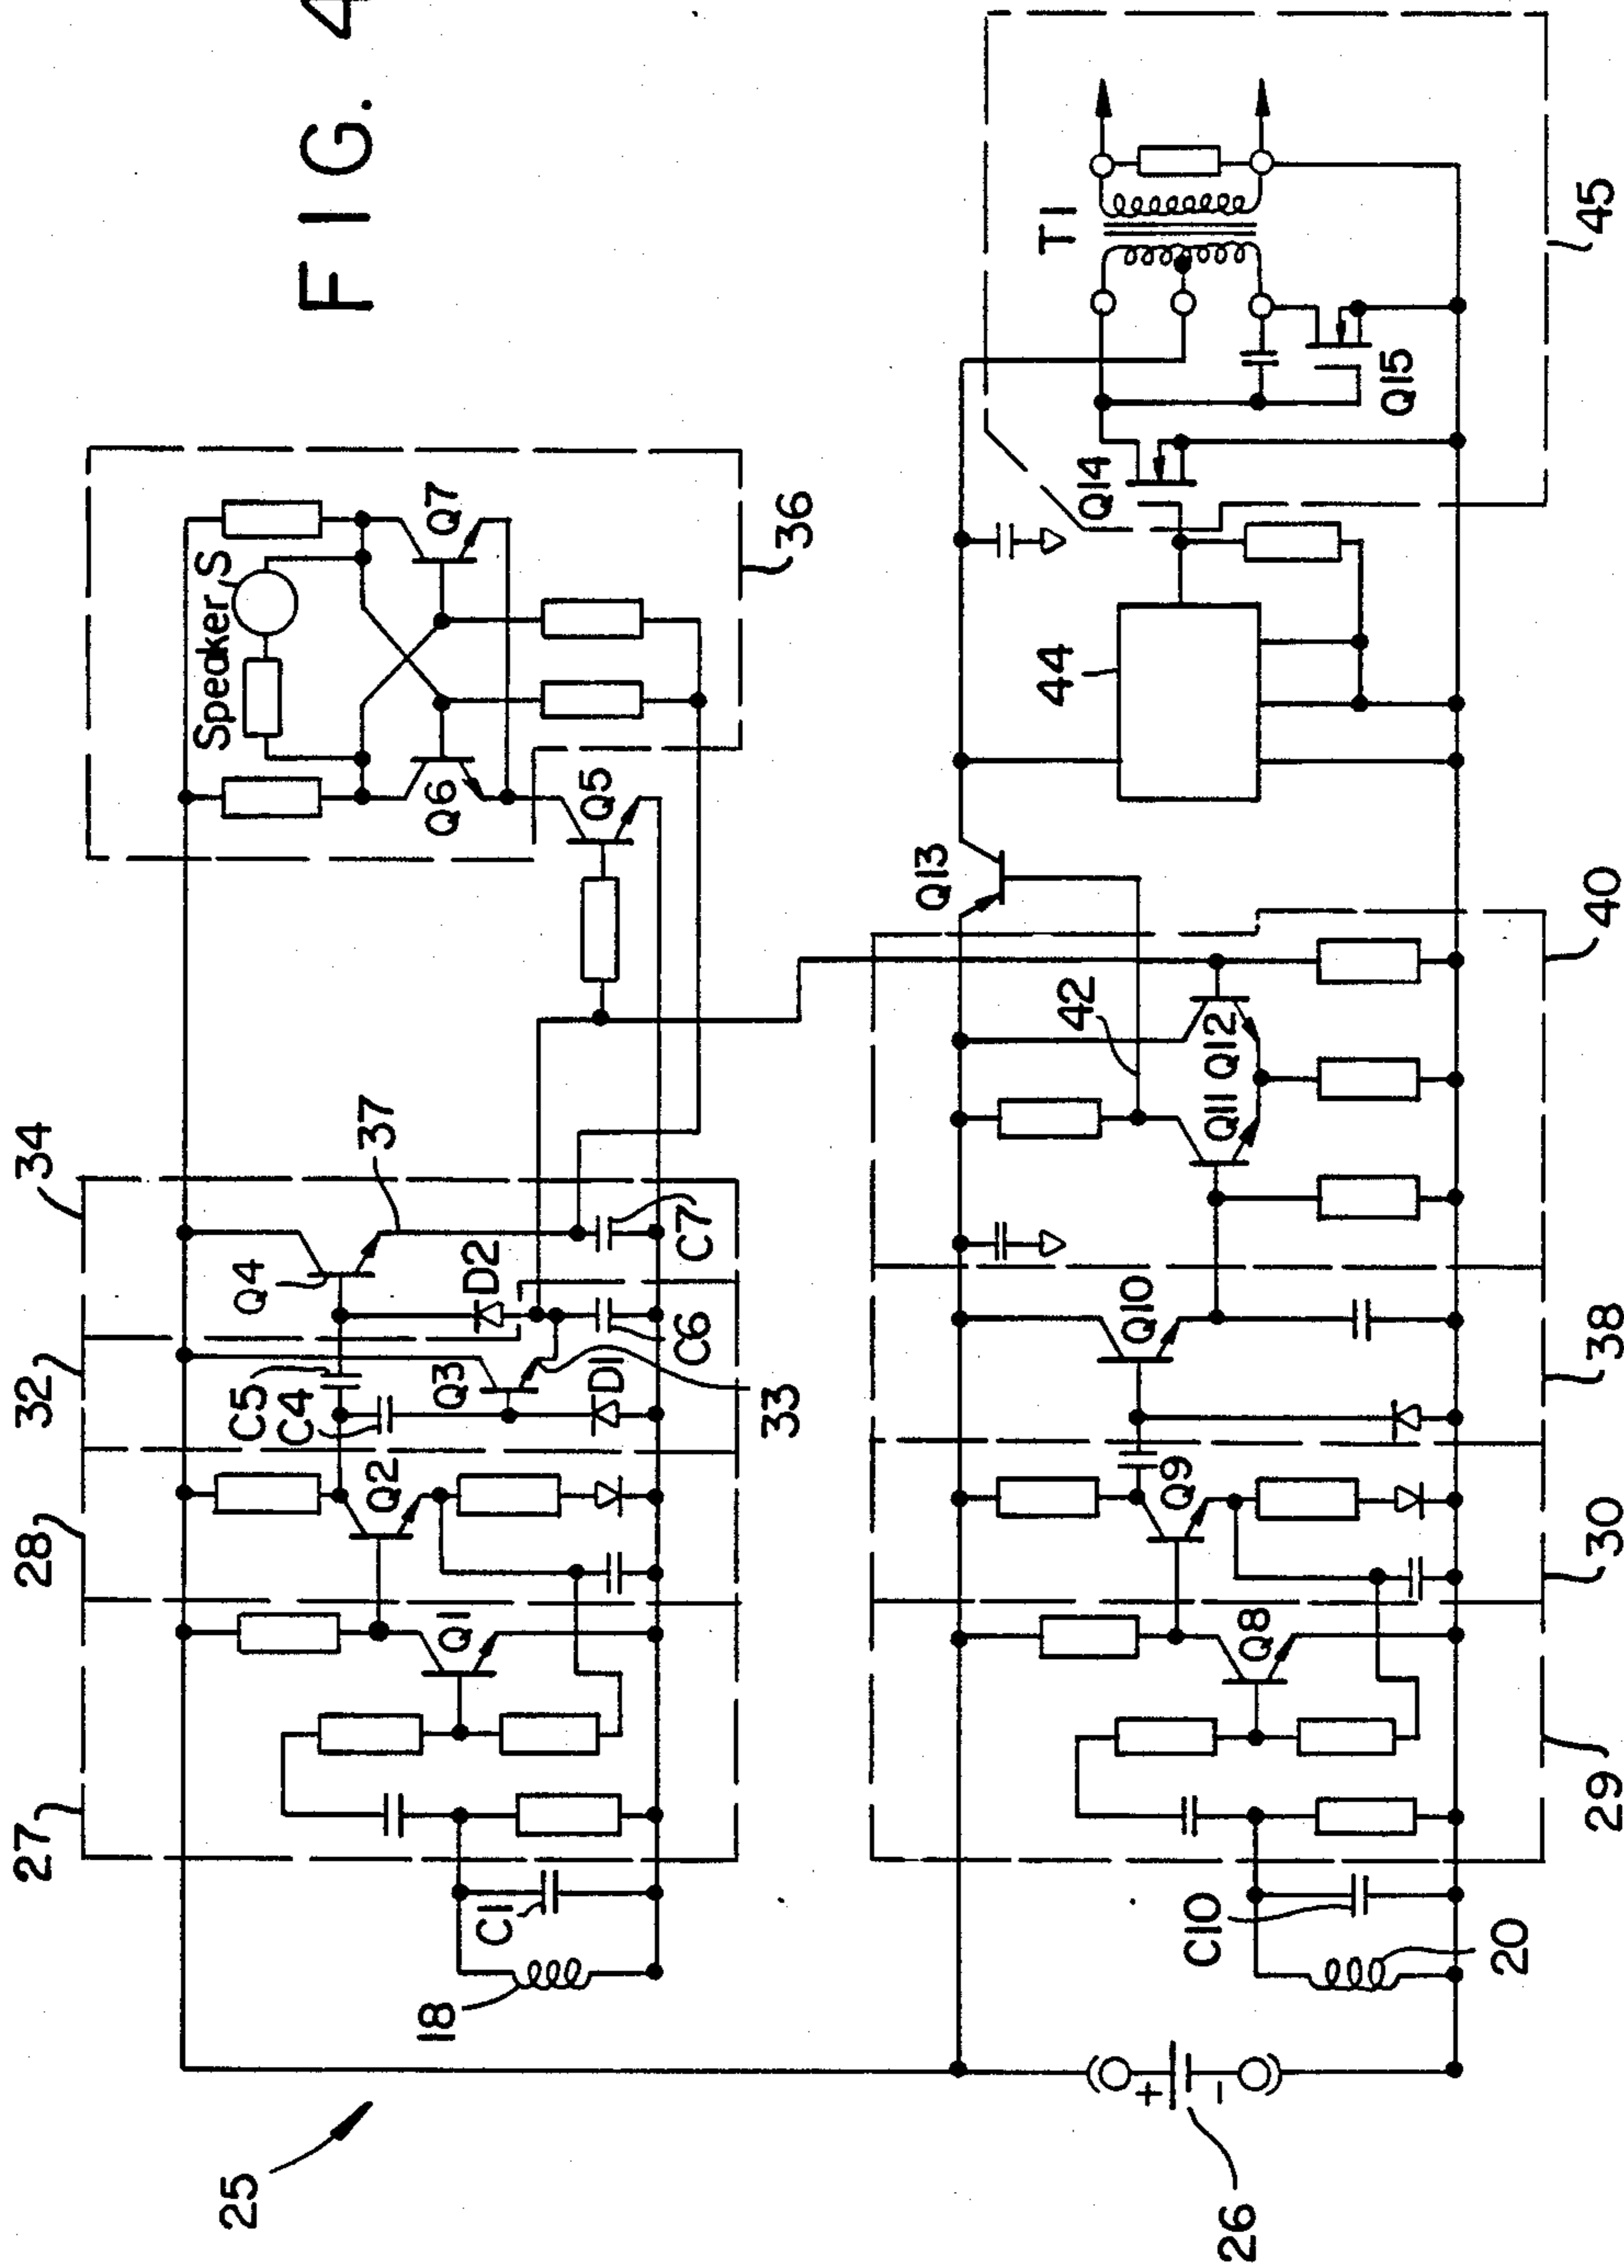 FIG. 4
25
26
18
C1
27
28
32
34
Q1
Q2
C5
C4
Q3
D1
33
Q4
D2
C6
37
C7
Q5
Q6
Q7
Speaker, S
36
20
C10
29
30
38
40
Q8
Q9
Q10
Q11
Q12
42
Q13
44
Q14
Q15
T1
45
+
-